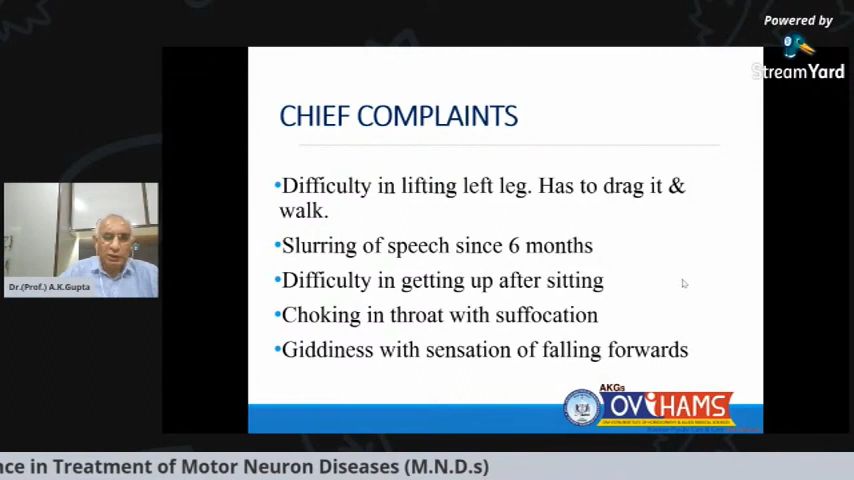 Powered by
StreamYard
CHIEF COMPLAINTS
•Difficulty in lifting left leg. Has to drag it &
walk.
•Slurring of speech since 6 months
•Difficulty in getting up after sitting
•Choking in throat with suffocation
•Giddiness with sensation of falling forwards
Dr.(Prof.) A.K.Gupta
AKGs
OViHAMS
nce in Treatment of Motor Neuron Diseases (M.N.D.s)